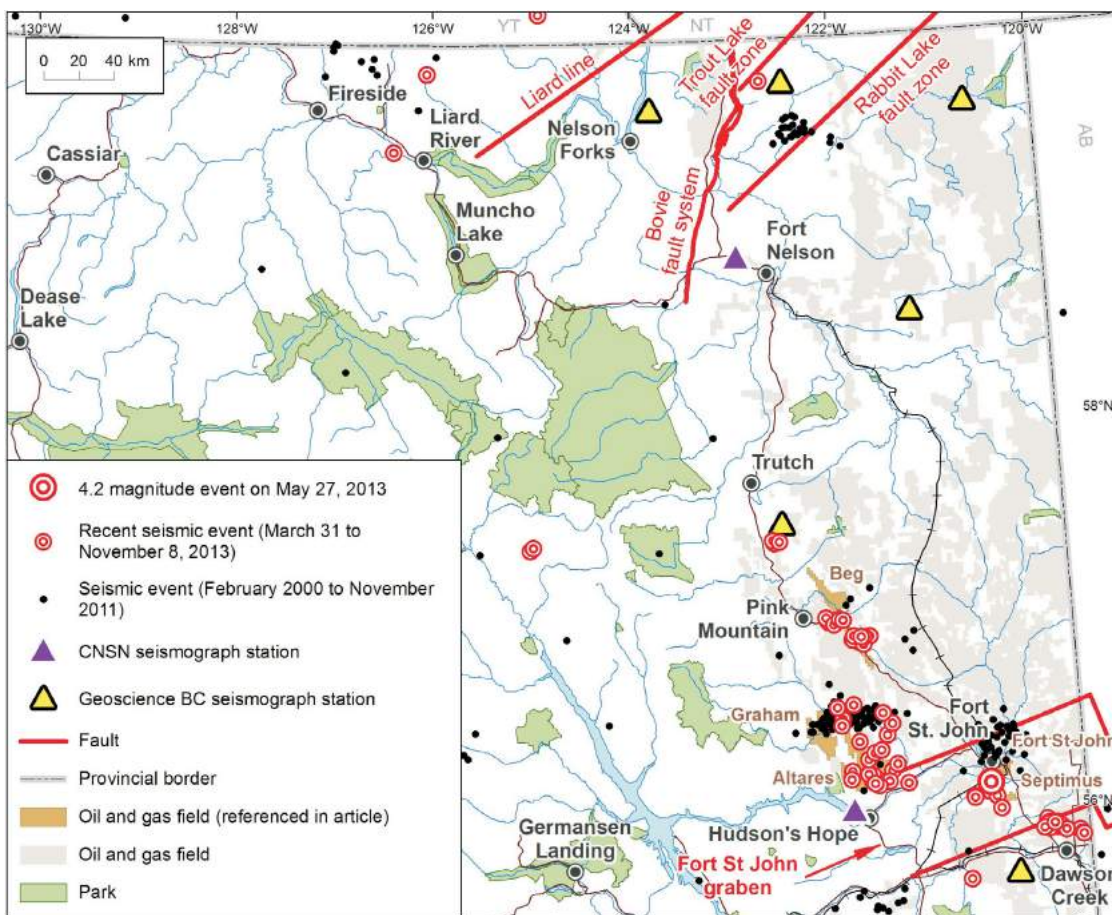 130°W
128°W
126°W
YT
124°W
NT
122°W
120°W
0 20 40 km
Fireside
Liard line
Trout Lake
fault zone
Rabbit Lake
fault zone
Cassiar
Liard
River
Nelson
Forks
AB
Muncho
Lake
Bovie
fault system
Fort
Nelson
Dease
Lake
58°N
Trutch
Beg
Pink
Mountain
Graham
Fort
St. John
Fort St John
Altares
Septimus
56°N
Hudson's Hope
Germansen
Landing
Fort St John
graben
Dawson
Creek
4.2 magnitude event on May 27, 2013
Recent seismic event (March 31 to
November 8, 2013)
Seismic event (February 2000 to November
2011)
CNSN seismograph station
Geoscience BC seismograph station
Fault
Provincial border
Oil and gas field (referenced in article)
Oil and gas field
Park